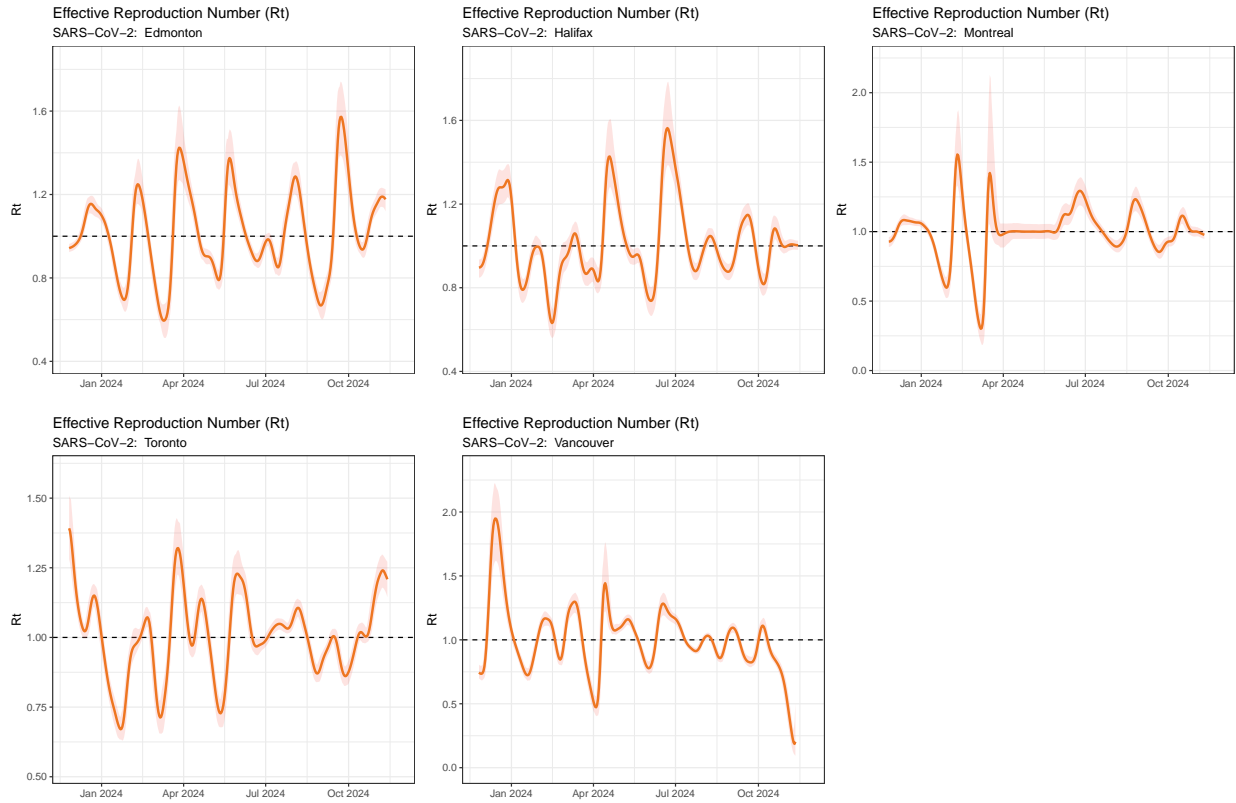 Effective Reproduction Number (Rt)
SARS−CoV−2: Edmonton
Rt
1.6
1.2
0.8
0.4
Jan 2024 Apr 2024 Jul 2024 Oct 2024
Effective Reproduction Number (Rt)
SARS−CoV−2: Halifax
Rt
1.6
1.2
0.8
0.4
Jan 2024 Apr 2024 Jul 2024 Oct 2024
Effective Reproduction Number (Rt)
SARS−CoV−2: Montreal
Rt
2.0
1.5
1.0
0.5
0.0
Jan 2024 Apr 2024 Jul 2024 Oct 2024
Effective Reproduction Number (Rt)
SARS−CoV−2: Toronto
Rt
1.50
1.25
1.00
0.75
0.50
Jan 2024 Apr 2024 Jul 2024 Oct 2024
Effective Reproduction Number (Rt)
SARS−CoV−2: Vancouver
Rt
2.0
1.5
1.0
0.5
0.0
Jan 2024 Apr 2024 Jul 2024 Oct 2024